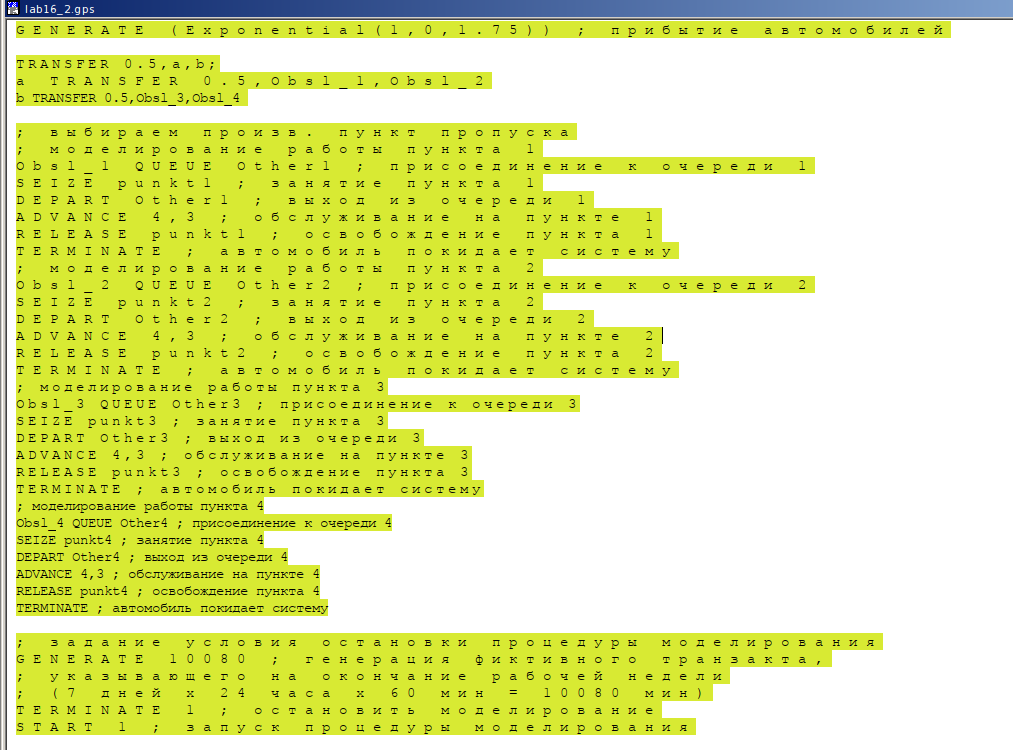 lab16_2.gps
GENERATE (Exponential(1,0,1.75)) ; прибытие автомобилей
TRANSFER 0.5,a,b;
a TRANSFER 0.5,Obsl_1,Obsl_2
b TRANSFER 0.5,Obsl_3,Obsl_4
; выбираем произв. пункт пропуска
; моделирование работы пункта 1
Obsl_1 QUEUE Other1 ; присоединение к очереди 1
SEIZE punkt1 ; занятие пункта 1
DEPART Other1 ; выход из очереди 1
ADVANCE 4,3 ; обслуживание на пункте 1
RELEASE punkt1 ; освобождение пункта 1
TERMINATE ; автомобиль покидает систему
; моделирование работы пункта 2
Obsl_2 QUEUE Other2 ; присоединение к очереди 2
SEIZE punkt2 ; занятие пункта 2
DEPART Other2 ; выход из очереди 2
ADVANCE 4,3 ; обслуживание на пункте 2
RELEASE punkt2 ; освобождение пункта 2
TERMINATE ; автомобиль покидает систему
; моделирование работы пункта 3
Obsl_3 QUEUE Other3 ; присоединение к очереди 3
SEIZE punkt3 ; занятие пункта 3
DEPART Other3 ; выход из очереди 3
ADVANCE 4,3 ; обслуживание на пункте 3
RELEASE punkt3 ; освобождение пункта 3
TERMINATE ; автомобиль покидает систему
; моделирование работы пункта 4
Obsl_4 QUEUE Other4 ; присоединение к очереди 4
SEIZE punkt4 ; занятие пункта 4
DEPART Other4 ; выход из очереди 4
ADVANCE 4,3 ; обслуживание на пункте 4
RELEASE punkt4 ; освобождение пункта 4
TERMINATE ; автомобиль покидает систему
; задание условия остановки процедуры моделирования
GENERATE 10080 ; генерация фиктивного транзакта,
; указывающего на окончание рабочей недели
; (7 дней х 24 часа х 60 мин = 10080 мин)
TERMINATE 1 ; остановить моделирование
START 1 ; запуск процедуры моделирования